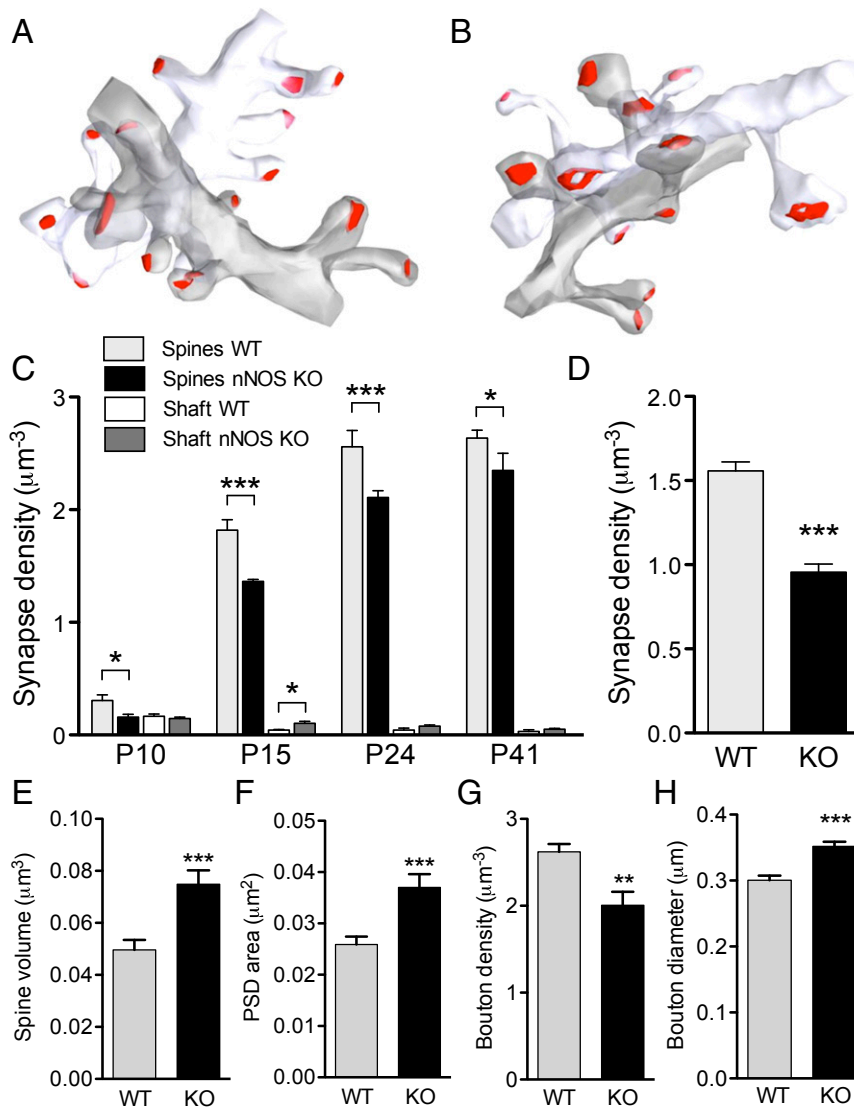 A
B
C
Spines WT
Spines nNOS KO
Shaft WT
Shaft nNOS KO
Synapse density (μm-3)
3
2
1
0
*
***
*
***
*
P10
P15
P24
P41
D
Synapse density (μm-3)
2.0
1.5
1.0
1.5
0.0
***
WT
KO
E
Spine volume (μm3)
0.10
0.08
0.06
0.04
0.02
0.00
***
WT
KO
F
PSD area (μm2)
0.05
0.04
0.03
0.02
0.01
0.00
***
WT
KO
G
Bouton density (μm-3)
3
2
1
0
**
WT
KO
H
Bouton diameter (μm)
0.4
0.3
0.2
0.1
0.0
***
WT
KO